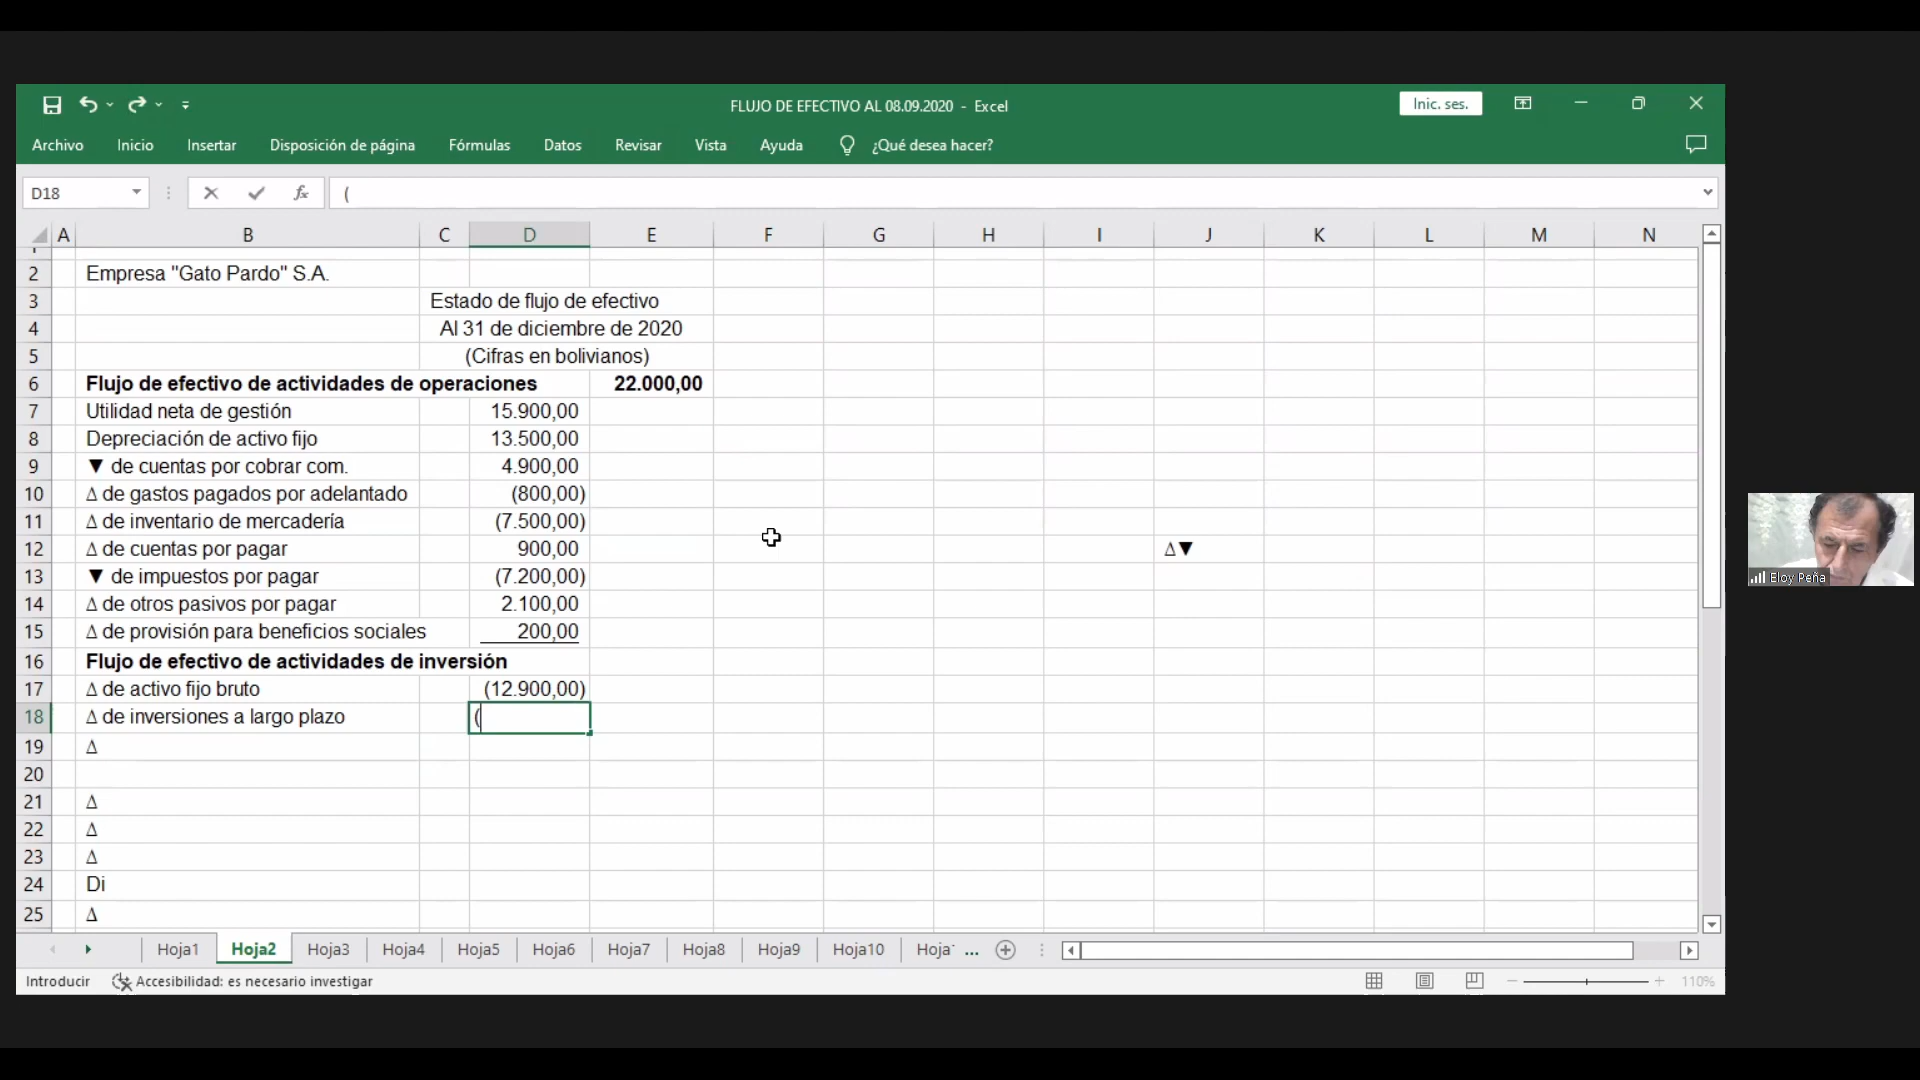 FLUJO DE EFECTIVO AL 08.09.2020 - Excel
Inic. ses.
Archivo Inicio Insertar Disposición de página Fórmulas Datos Revisar Vista Ayuda ¿Qué desea hacer?
D18 fx (
A B C D E F G H I J K L M N
2 Empresa "Gato Pardo" S.A.
3 Estado de flujo de efectivo
4 Al 31 de diciembre de 2020
5 (Cifras en bolivianos)
6 Flujo de efectivo de actividades de operaciones 22.000,00
7 Utilidad neta de gestión 15.900,00
8 Depreciación de activo fijo 13.500,00
9 ▼ de cuentas por cobrar com. 4.900,00
10 Δ de gastos pagados por adelantado (800,00)
11 Δ de inventario de mercadería (7.500,00)
12 Δ de cuentas por pagar 900,00 Δ▼
13 ▼ de impuestos por pagar (7.200,00)
14 Δ de otros pasivos por pagar 2.100,00
15 Δ de provisión para beneficios sociales 200,00
16 Flujo de efectivo de actividades de inversión
17 Δ de activo fijo bruto (12.900,00)
18 Δ de inversiones a largo plazo (
19 Δ
20
21 Δ
22 Δ
23 Δ
24 Di
25 Δ
Hoja1 Hoja2 Hoja3 Hoja4 Hoja5 Hoja6 Hoja7 Hoja8 Hoja9 Hoja10 Hoja ...
Introducir Accesibilidad: es necesario investigar 110%
Eloy Peña